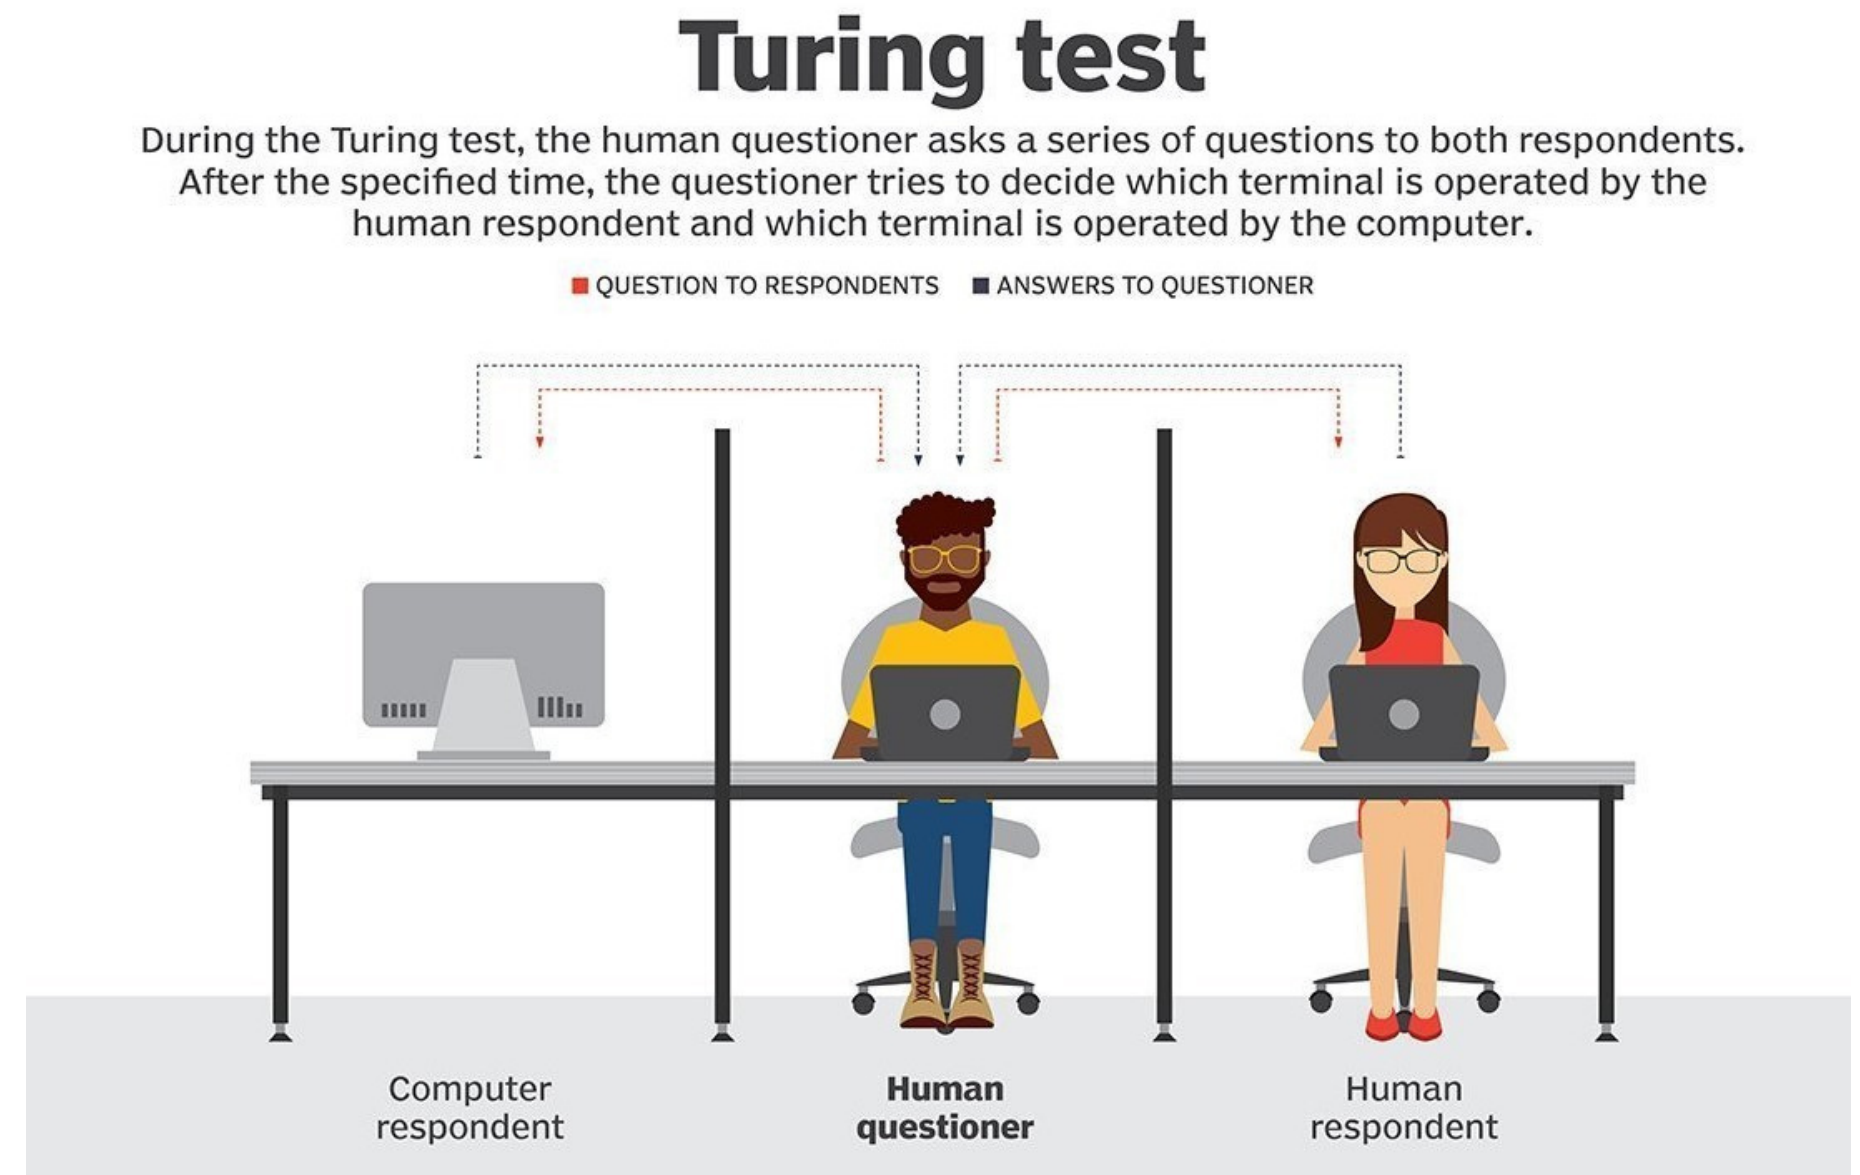 Turing test
During the Turing test, the human questioner asks a series of questions to both respondents.
After the specified time, the questioner tries to decide which terminal is operated by the
human respondent and which terminal is operated by the computer.
QUESTION TO RESPONDENTS ANSWERS TO QUESTIONER
Computer
respondent
Human
questioner
Human
respondent